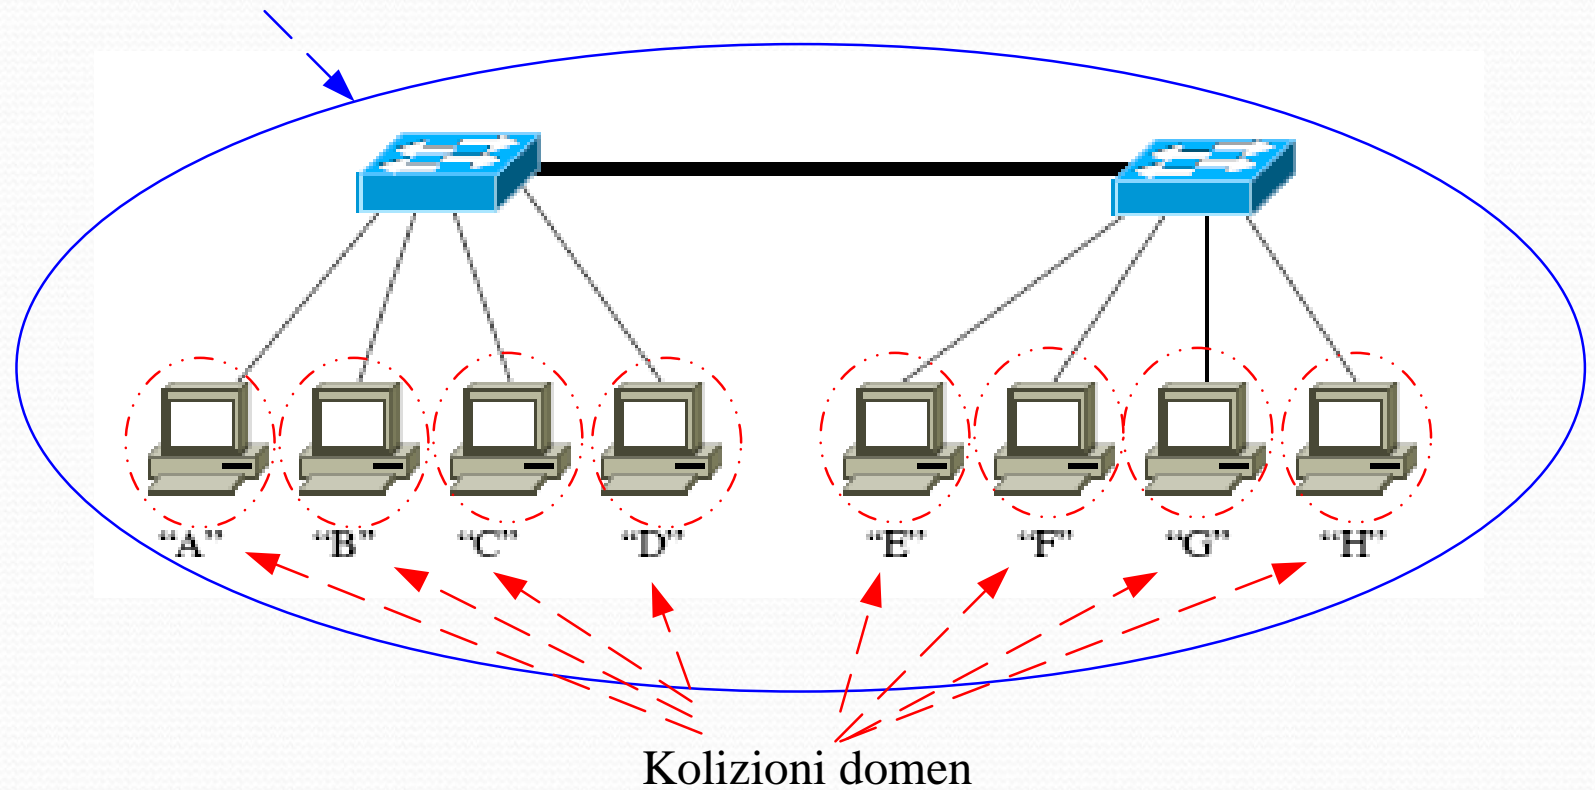 “A” “B” “C” “D” “E” “F” “G” “H”
Kolizioni domen